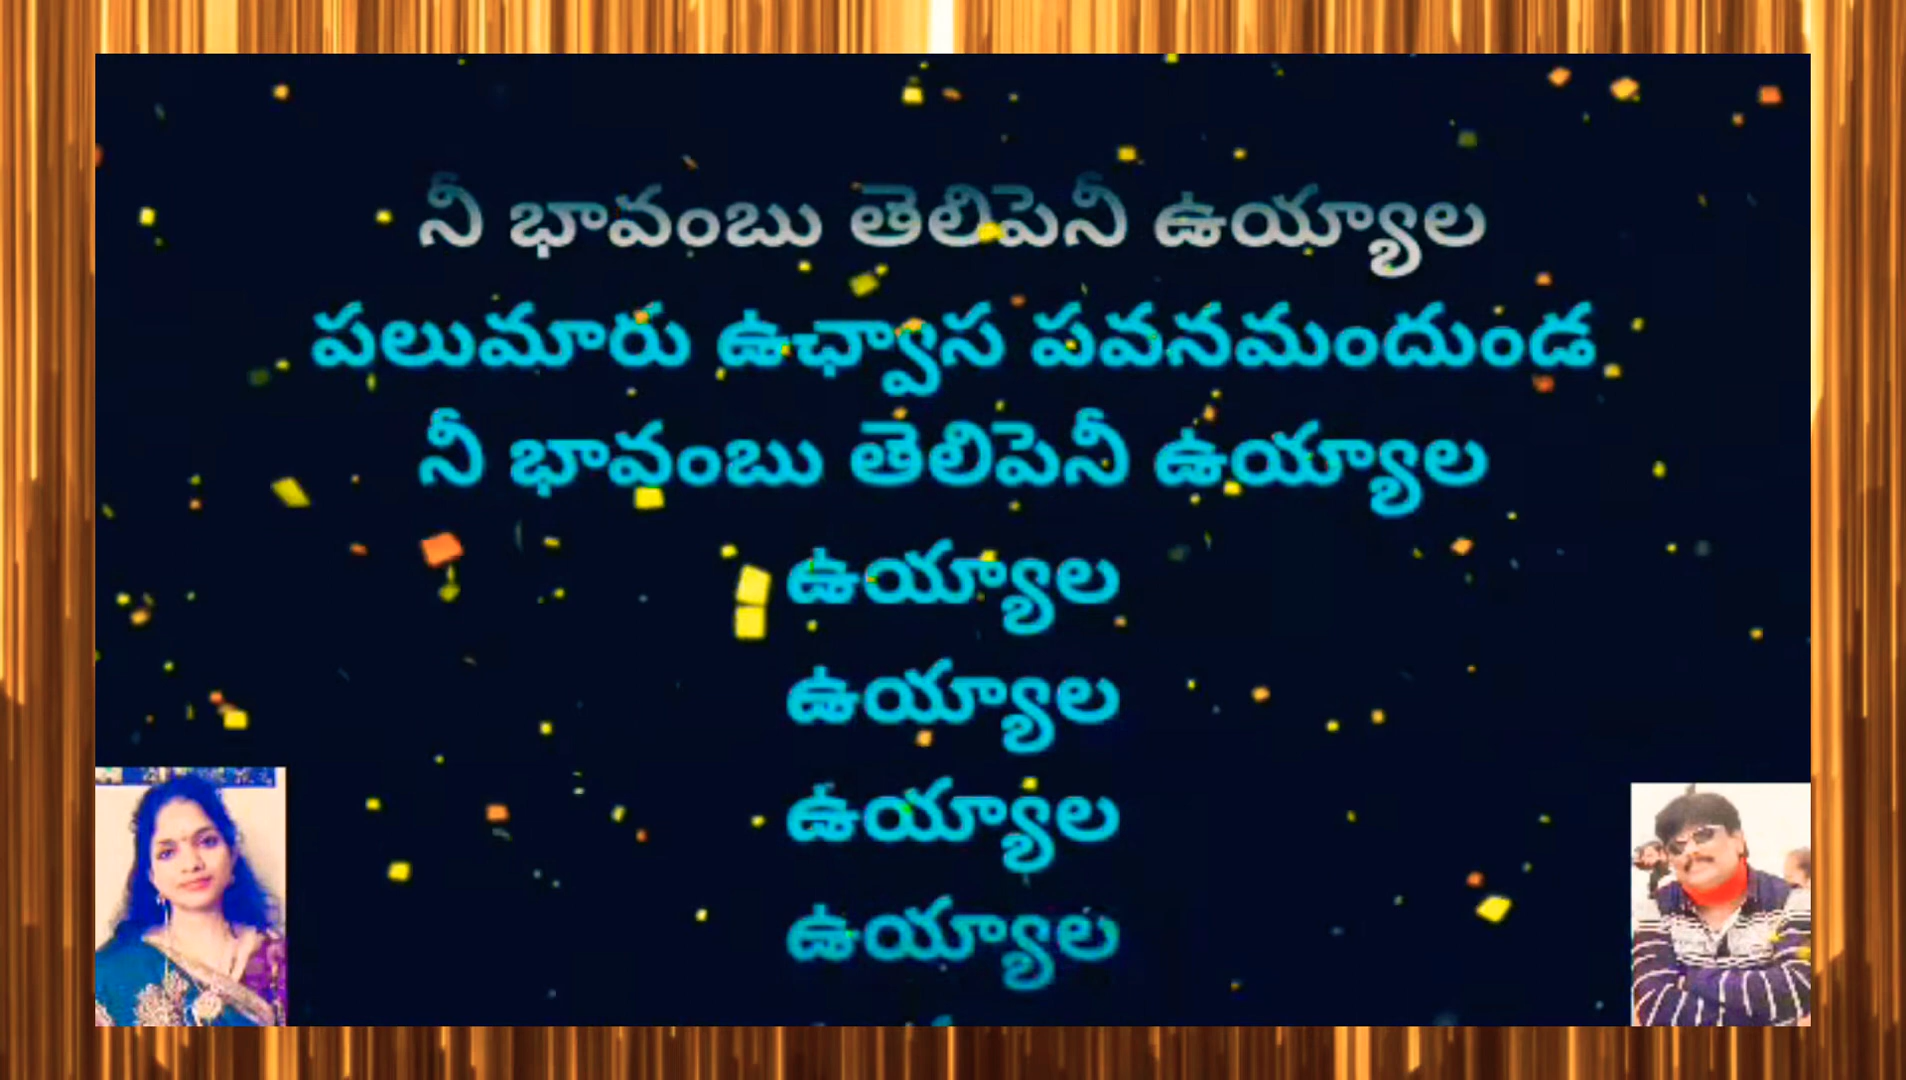 నీ భావంబు తెలిపెనీ ఉయ్యాల
పలుమారు ఉఛ్వాస పవనమందుండ
నీ భావంబు తెలిపెనీ ఉయ్యాల
ఉయ్యాల
ఉయ్యాల
ఉయ్యాల
ఉయ్యాల